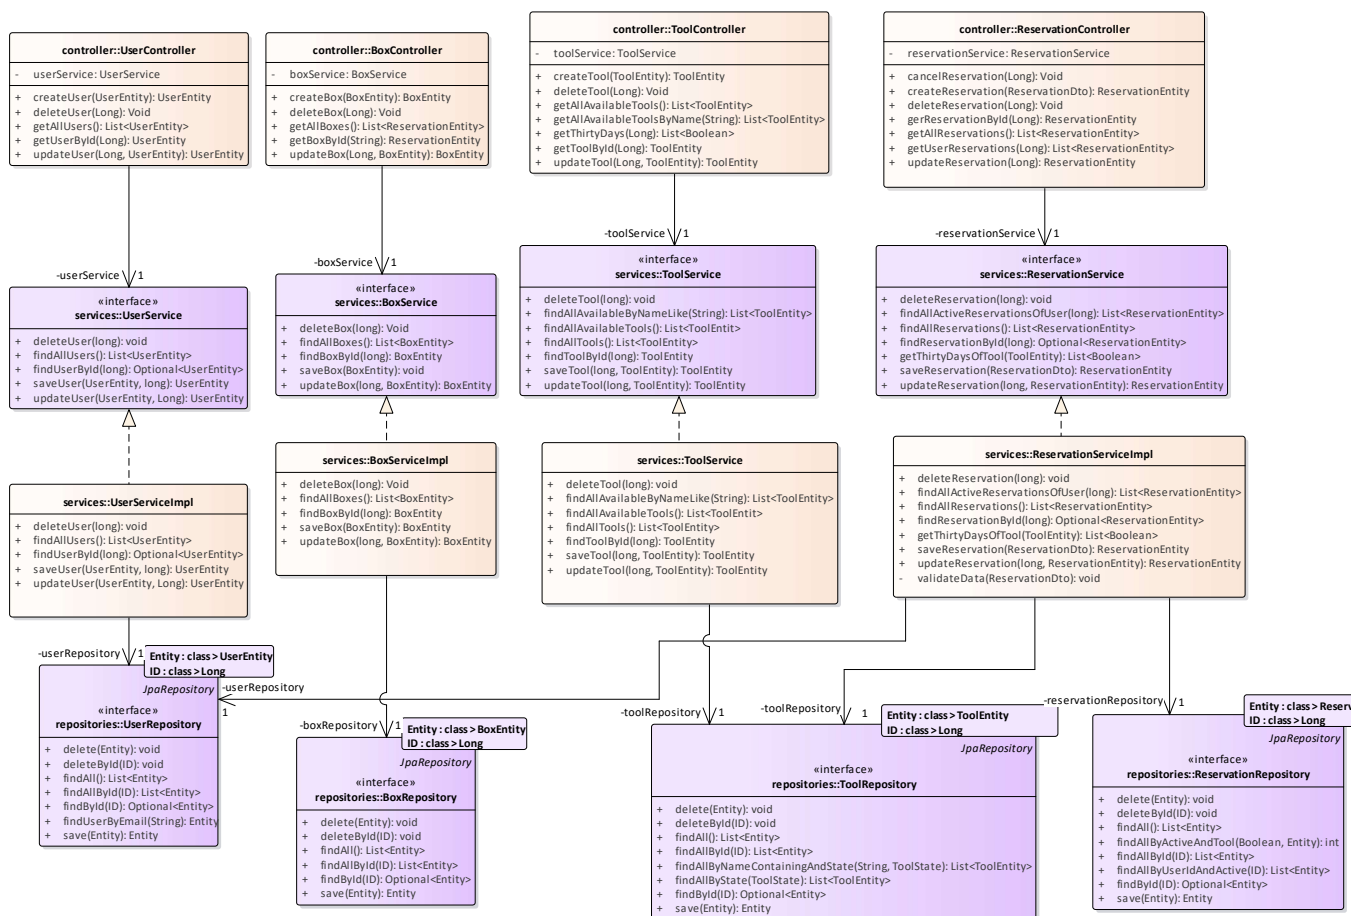 controller::UserController
- userService: UserService
+ createUser(UserEntity): UserEntity
+ deleteUser(Long): Void
+ getAllUsers(): List<UserEntity>
+ getUserById(Long): UserEntity
+ updateUser(Long, UserEntity): UserEntity
controller::BoxController
- boxService: BoxService
+ createBox(BoxEntity): BoxEntity
+ deleteBox(Long): Void
+ getAllBoxes(): List<ReservationEntity>
+ getBoxById(String): ReservationEntity
+ updateBox(Long, BoxEntity): BoxEntity
controller::ToolController
- toolService: ToolService
+ createTool(ToolEntity): ToolEntity
+ deleteTool(Long): Void
+ getAllAvailableTools(): List<ToolEntity>
+ getAllAvailableToolsByName(String): List<ToolEntity>
+ getThirtyDays(Long): List<Boolean>
+ getToolById(Long): ToolEntity
+ updateTool(Long, ToolEntity): ToolEntity
controller::ReservationController
- reservationService: ReservationService
+ cancelReservation(Long): Void
+ createReservation(ReservationDto): ReservationEntity
+ deleteReservation(Long): Void
+ gerReservationById(Long): ReservationEntity
+ getAllReservations(): List<ReservationEntity>
+ getUserReservations(Long): List<ReservationEntity>
+ updateReservation(Long): ReservationEntity
-userService 1
-boxService 1
-toolService 1
-reservationService 1
«interface»
services::UserService
+ deleteUser(long): void
+ findAllUsers(): List<UserEntity>
+ findUserById(long): Optional<UserEntity>
+ saveUser(UserEntity, long): UserEntity
+ updateUser(UserEntity, Long): UserEntity
«interface»
services::BoxService
+ deleteBox(long): Void
+ findAllBoxes(): List<BoxEntity>
+ findBoxById(long): BoxEntity
+ saveBox(BoxEntity): void
+ updateBox(long, BoxEntity): BoxEntity
«interface»
services::ToolService
+ deleteTool(long): void
+ findAllAvailableByNameLike(String): List<ToolEntity>
+ findAllAvailableTools(): List<ToolEntit>
+ findAllTools(): List<ToolEntity>
+ findToolById(long): ToolEntity
+ saveTool(long, ToolEntity): ToolEntity
+ updateTool(long, ToolEntity): ToolEntity
«interface»
services::ReservationService
+ deleteReservation(long): void
+ findAllActiveReservationsOfUser(long): List<ReservationEntity>
+ findAllReservations(): List<ReservationEntity>
+ findReservationById(long): Optional<ReservationEntity>
+ getThirtyDaysOfTool(ToolEntity): List<Boolean>
+ saveReservation(ReservationDto): ReservationEntity
+ updateReservation(long, ReservationEntity): ReservationEntity
services::UserServiceImpl
+ deleteUser(long): void
+ findAllUsers(): List<UserEntity>
+ findUserById(long): Optional<UserEntity>
+ saveUser(UserEntity, long): UserEntity
+ updateUser(UserEntity, Long): UserEntity
services::BoxServiceImpl
+ deleteBox(long): Void
+ findAllBoxes(): List<BoxEntity>
+ findBoxById(long): BoxEntity
+ saveBox(BoxEntity): BoxEntity
+ updateBox(long, BoxEntity): BoxEntity
services::ToolService
+ deleteTool(long): void
+ findAllAvailableByNameLike(String): List<ToolEntity>
+ findAllAvailableTools(): List<ToolEntit>
+ findAllTools(): List<ToolEntity>
+ findToolById(long): ToolEntity
+ saveTool(long, ToolEntity): ToolEntity
+ updateTool(long, ToolEntity): ToolEntity
services::ReservationServiceImpl
+ deleteReservation(long): void
+ findAllActiveReservationsOfUser(long): List<ReservationEntity>
+ findAllReservations(): List<ReservationEntity>
+ findReservationById(long): Optional<ReservationEntity>
+ getThirtyDaysOfTool(ToolEntity): List<Boolean>
+ saveReservation(ReservationDto): ReservationEntity
+ updateReservation(long, ReservationEntity): ReservationEntity
- validateData(ReservationDto): void
-userRepository 1
-userRepository
1
-boxRepository 1
-toolRepository 1
-toolRepository 1
-reservationRepository
1
Entity : class > UserEntity
ID : class > Long
JpaRepository
«interface»
repositories::UserRepository
+ delete(Entity): void
+ deleteById(ID): void
+ findAll(): List<Entity>
+ findAllById(ID): List<Entity>
+ findById(ID): Optional<Entity>
+ findUserByEmail(String): Entity
+ save(Entity): Entity
Entity : class > BoxEntity
ID : class > Long
JpaRepository
«interface»
repositories::BoxRepository
+ delete(Entity): void
+ deleteById(ID): void
+ findAll(): List<Entity>
+ findAllById(ID): List<Entity>
+ findById(ID): Optional<Entity>
+ save(Entity): Entity
Entity : class > ToolEntity
ID : class > Long
JpaRepository
«interface»
repositories::ToolRepository
+ delete(Entity): void
+ deleteById(ID): void
+ findAll(): List<Entity>
+ findAllById(ID): List<Entity>
+ findAllByNameContainingAndState(String, ToolState): List<ToolEntity>
+ findAllByState(ToolState): List<ToolEntity>
+ findById(ID): Optional<Entity>
+ save(Entity): Entity
Entity : class > Reserv
ID : class > Long
JpaRepository
«interface»
repositories::ReservationRepository
+ delete(Entity): void
+ deleteById(ID): void
+ findAll(): List<Entity>
+ findAllByActiveAndTool(Boolean, Entity): int
+ findAllById(ID): List<Entity>
+ findAllByUserIdAndActive(ID): List<Entity>
+ findById(ID): Optional<Entity>
+ save(Entity): Entity